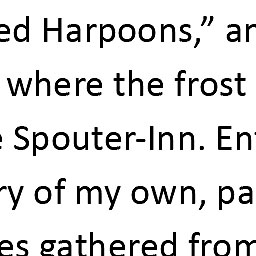 ed Harpoons,” an
where the frost
e Spouter-Inn. Ent
ry of my own, pa
es gathered from